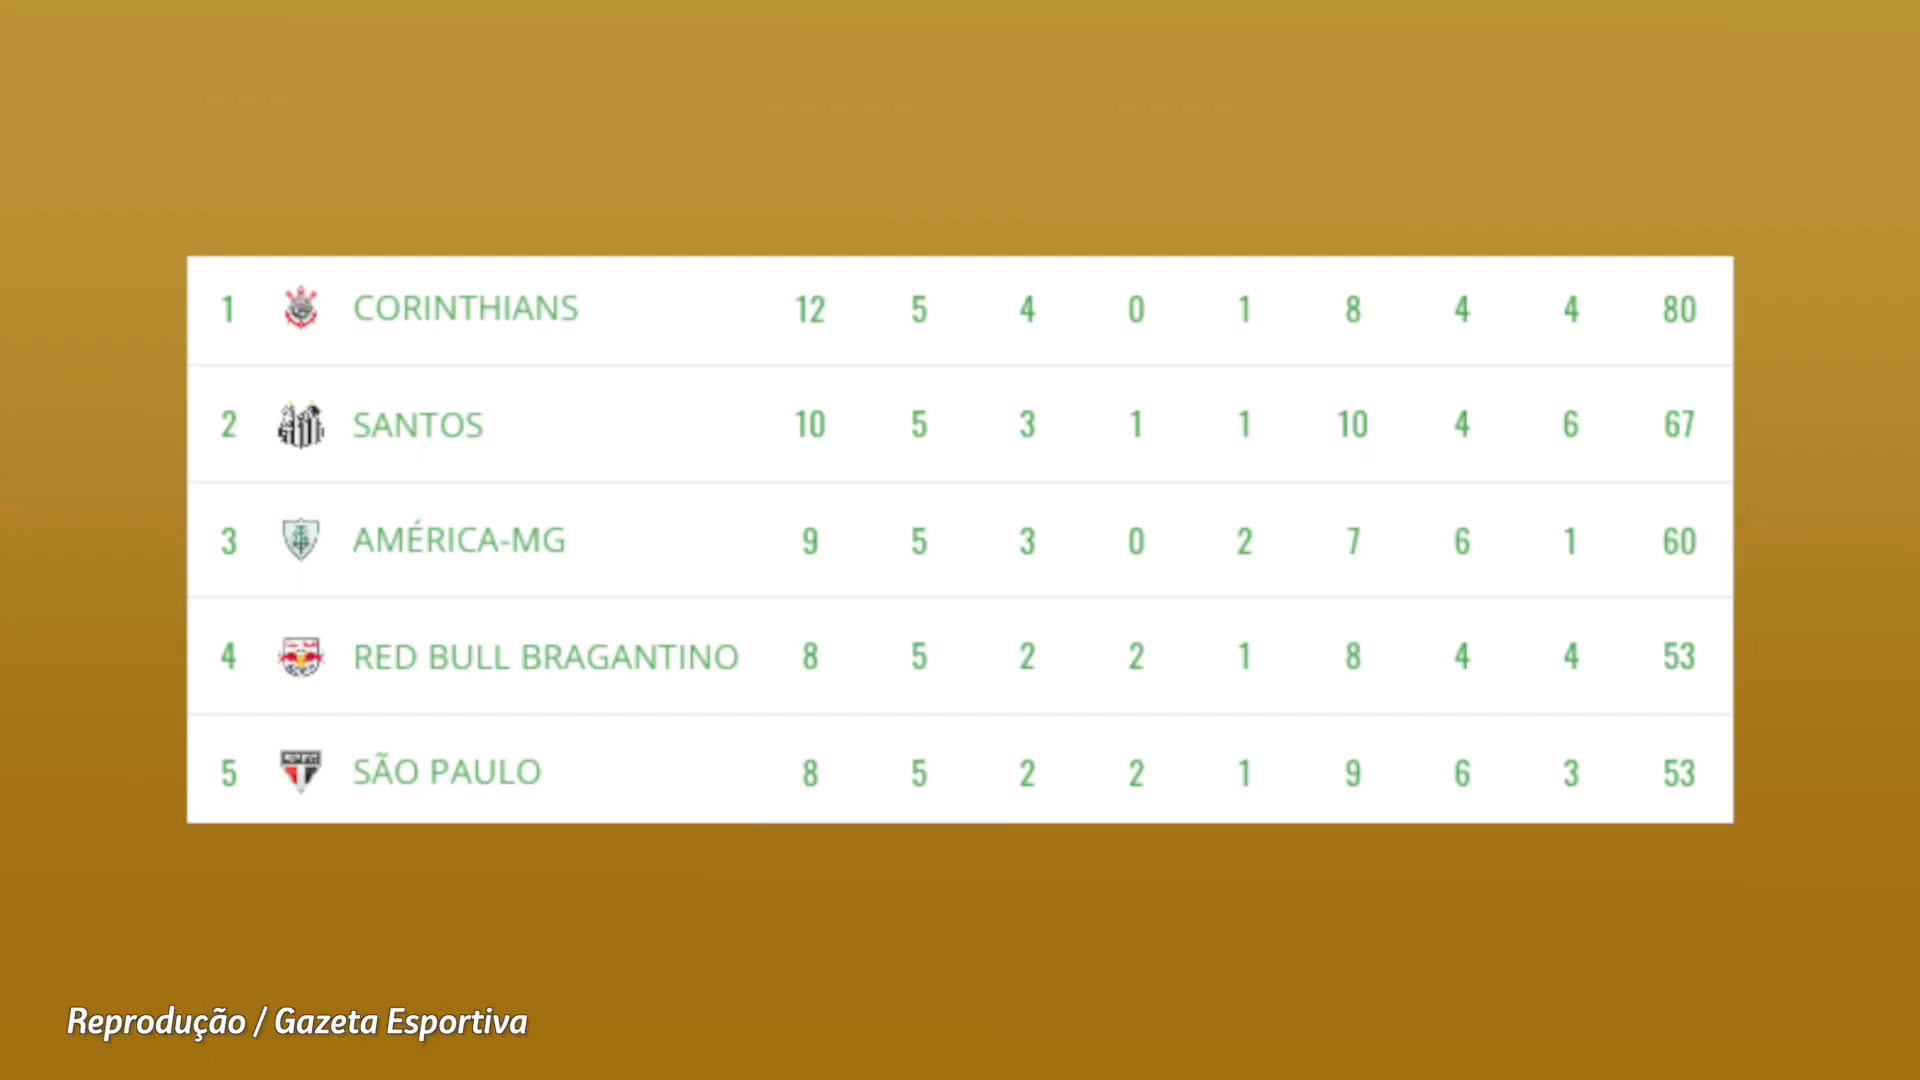 1 CORINTHIANS 12 5 4 0 1 8 4 4 80
2 SANTOS 10 5 3 1 1 10 4 6 67
3 AMÉRICA-MG 9 5 3 0 2 7 6 1 60
4 RED BULL BRAGANTINO 8 5 2 2 1 8 4 4 53
5 SÃO PAULO 8 5 2 2 1 9 6 3 53
Reprodução / Gazeta Esportiva